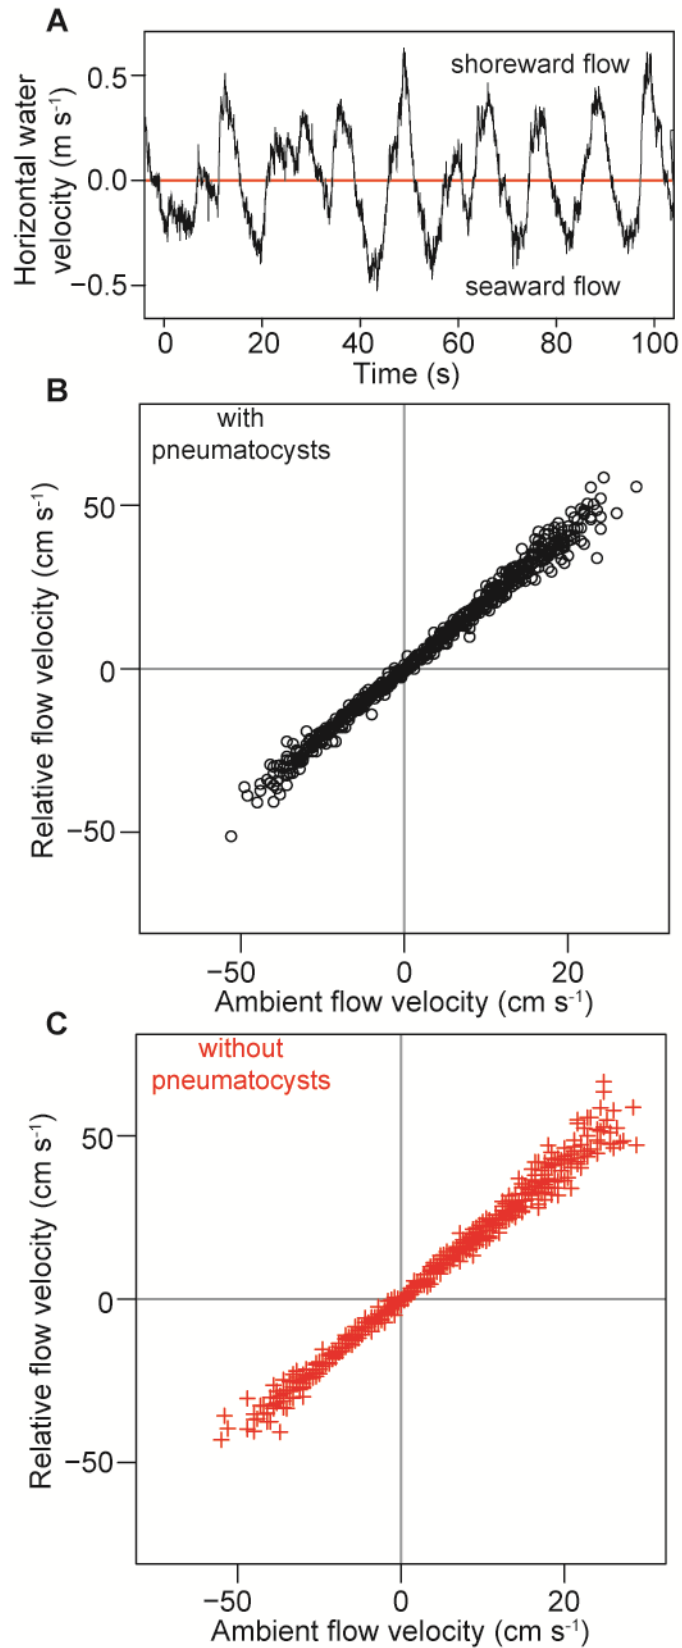 A
Horizontal water
velocity (m s⁻¹)
0.5
0.0
−0.5
shoreward flow
seaward flow
0 20 40 60 80 100
Time (s)
B
with
pneumatocysts
Relative flow velocity (cm s⁻¹)
50
0
−50
−50 0 20
Ambient flow velocity (cm s⁻¹)
C
without
pneumatocysts
Relative flow velocity (cm s⁻¹)
50
0
−50
−50 0 20
Ambient flow velocity (cm s⁻¹)